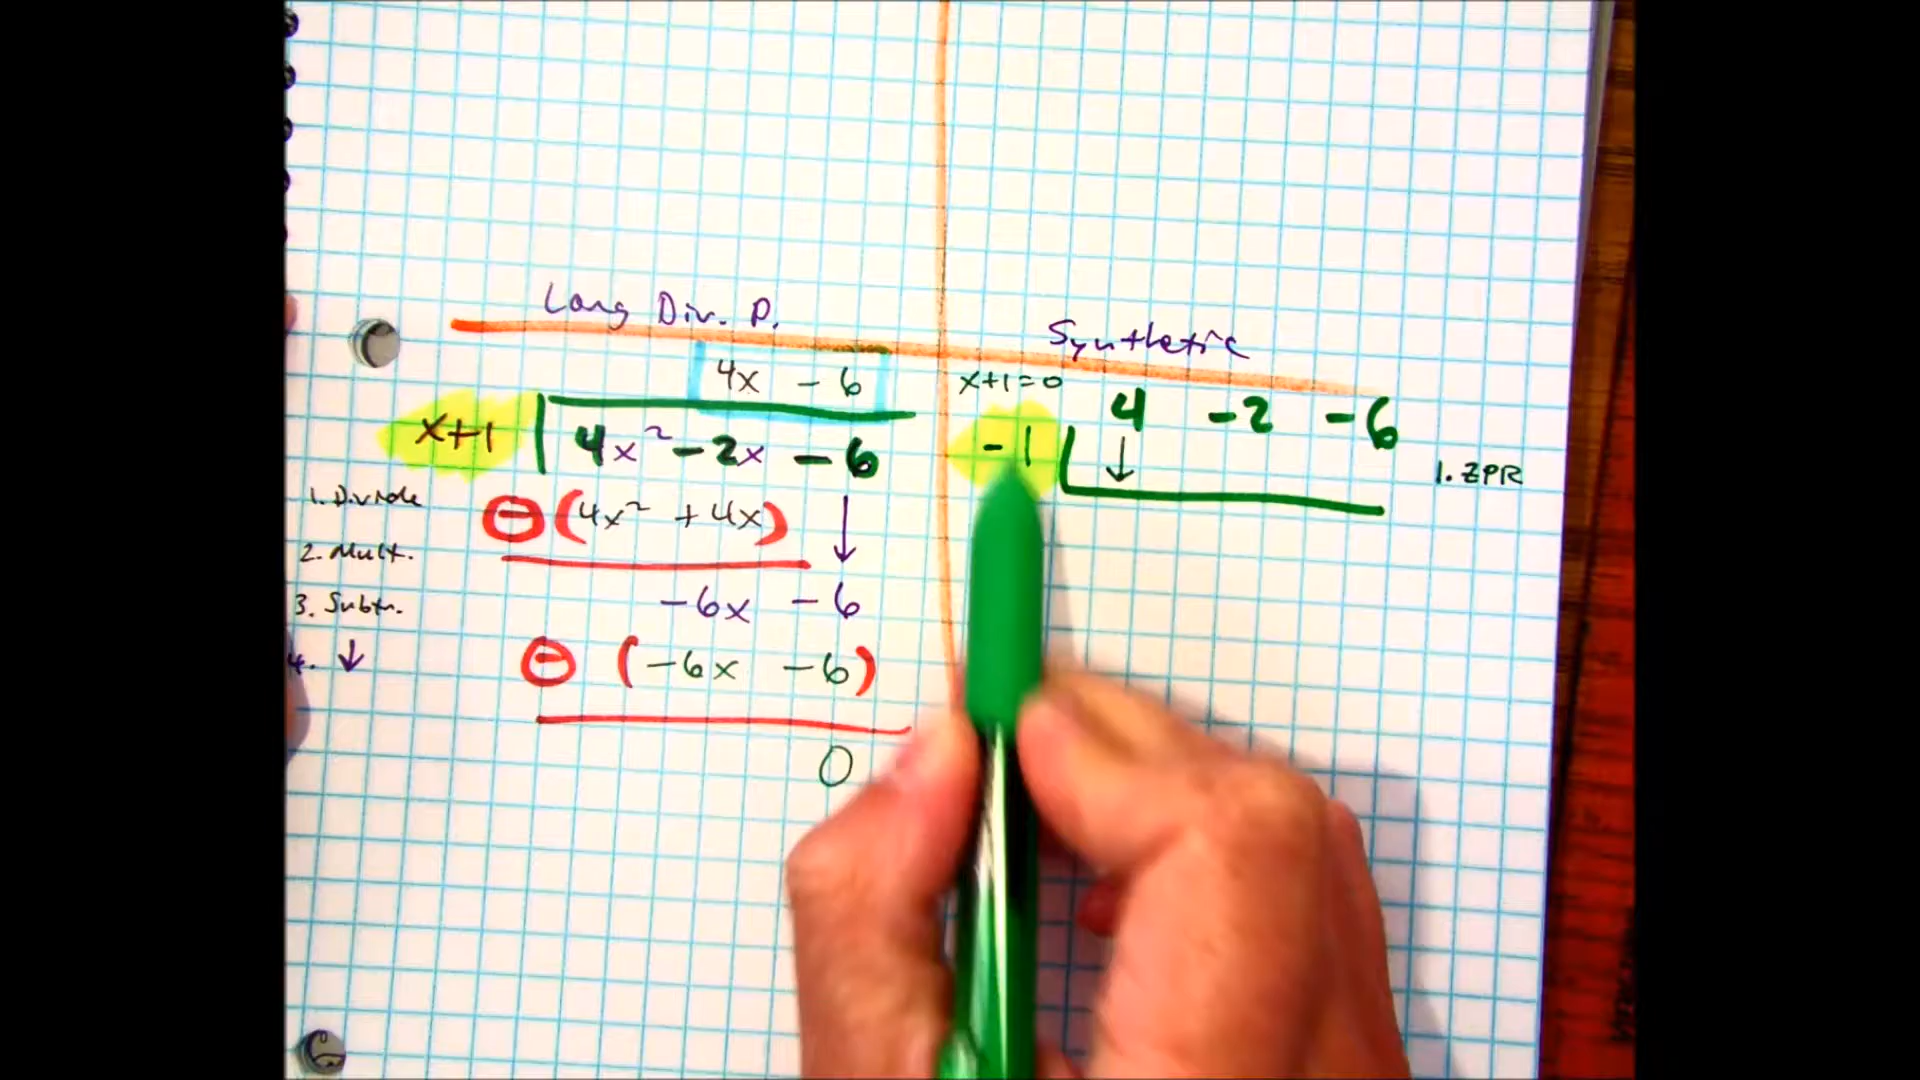 Long Div. P.
4x - 6
x+1 4x² - 2x - 6
1. Divide
⊖ (4x² + 4x) ↓
2. Mult.
3. Subtr.
-6x - 6
4. ↓
⊖ (-6x - 6)
0
Synthetic
x+1=0
4 -2 -6
-1 ↓
1. ZPR